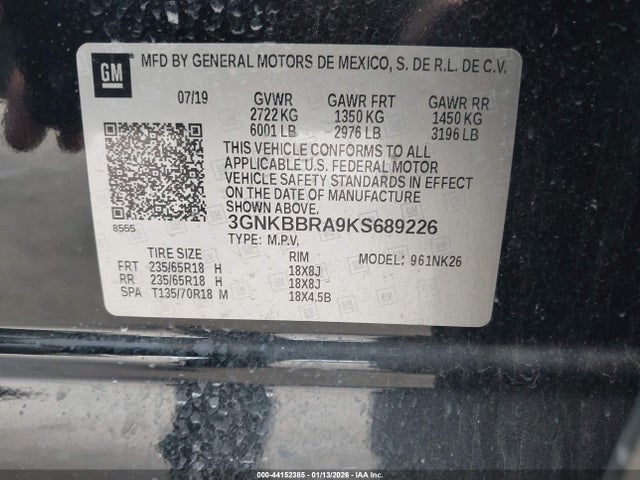 GM
MFD BY GENERAL MOTORS DE MEXICO, S. DE R.L. DE C.V.
07/19 GVWR GAWR FRT GAWR RR
2722 KG 1350 KG 1450 KG
6001 LB 2976 LB 3196 LB
THIS VEHICLE CONFORMS TO ALL
APPLICABLE U.S. FEDERAL MOTOR
VEHICLE SAFETY STANDARDS IN EFFECT
ON THE DATE OF MANUFACTURE
SHOWN ABOVE.
8555
3GNKBBRA9KS689226
TYPE: M.P.V.
TIRE SIZE RIM MODEL: 961NK26
FRT 235/65R18 H 18X8J
RR 235/65R18 H 18X8J
SPA T135/70R18 M 18X4.5B
000-44152385 - 01/13/2026 - Copyright © IAA Inc.